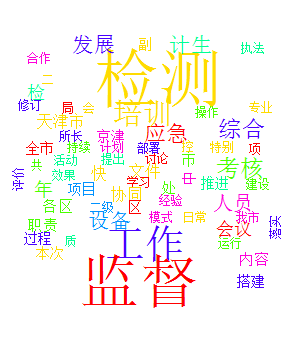 发展 副 计生 执法
合作 检测
二
检 培训 操作 专业
修订 局 会
天津市 应急 综合
所长 京津
持续 计划 部署 院 特别 项
全市 讨论
共 活动 提出 市 考核
评价 效果 快 文件 中
年 项目 学习 处 推进 建设
协同 经验 人员
各区 二级 区
职责 设备 模式 日常 我市
会议
过程 质 工作 运行
本次 内容
监督 搭建